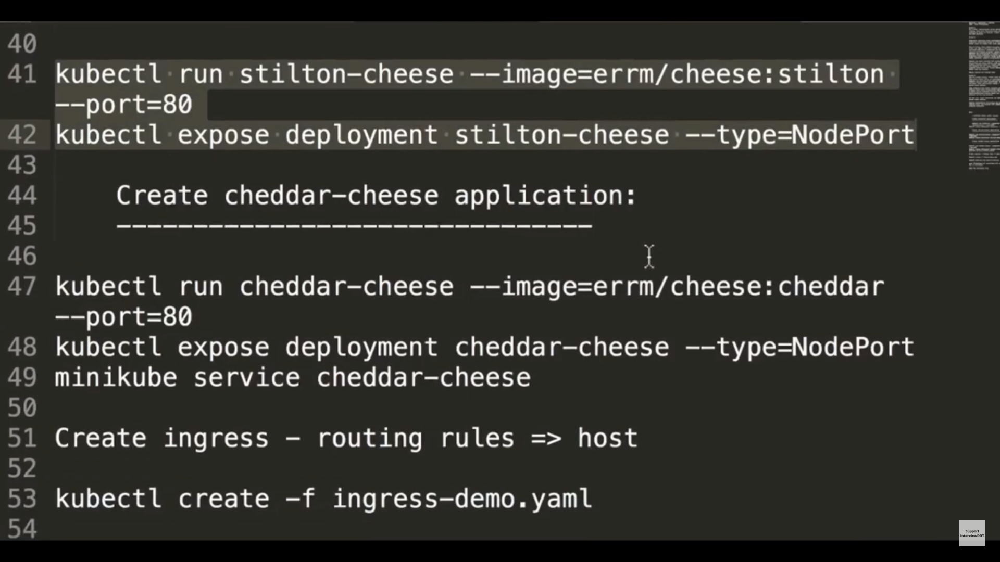 40
41 kubectl run stilton-cheese --image=errm/cheese:stilton
--port=80
42 kubectl expose deployment stilton-cheese --type=NodePort
43
44 Create cheddar-cheese application:
45 -------------------------------
46
47 kubectl run cheddar-cheese --image=errm/cheese:cheddar
--port=80
48 kubectl expose deployment cheddar-cheese --type=NodePort
49 minikube service cheddar-cheese
50
51 Create ingress - routing rules => host
52
53 kubectl create -f ingress-demo.yaml
54
Support
InterviewDOT